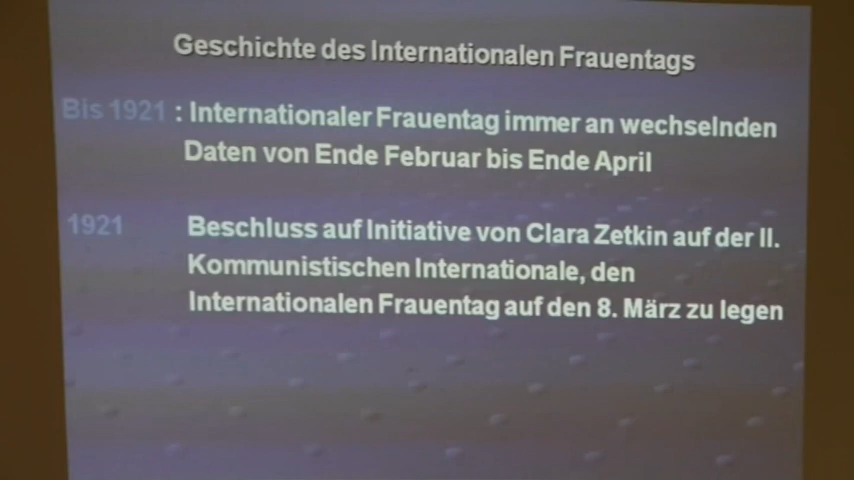 Geschichte des Internationalen Frauentags
Bis 1921 : Internationaler Frauentag immer an wechselnden
Daten von Ende Februar bis Ende April
1921 Beschluss auf Initiative von Clara Zetkin auf der II.
Kommunistischen Internationale, den
Internationalen Frauentag auf den 8. März zu legen